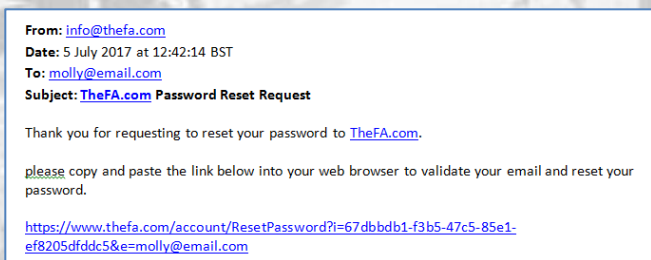 From: info@thefa.com
Date: 5 July 2017 at 12:42:14 BST
To: molly@email.com
Subject: TheFA.com Password Reset Request
Thank you for requesting to reset your password to TheFA.com.
please copy and paste the link below into your web browser to validate your email and reset your
password.
https://www.thefa.com/account/ResetPassword?i=67dbbdb1-f3b5-47c5-85e1-
ef8205dfddc5&e=molly@email.com